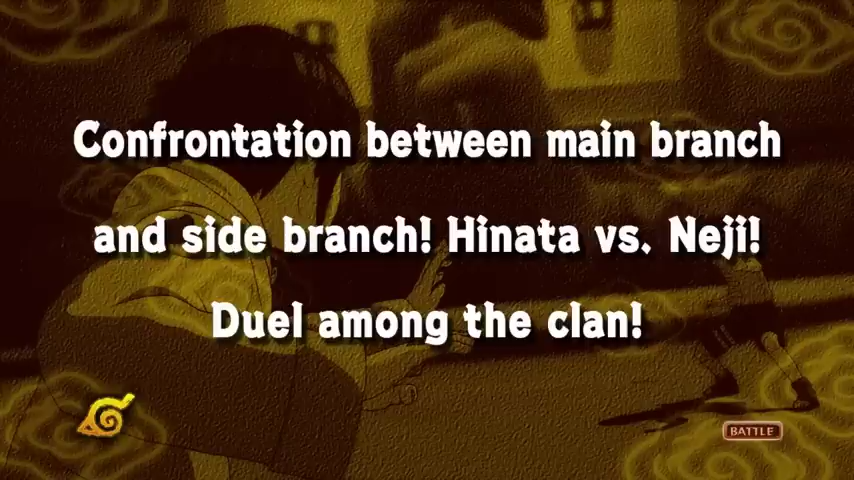 Confrontation between main branch
and side branch! Hinata vs. Neji!
Duel among the clan!
BATTLE